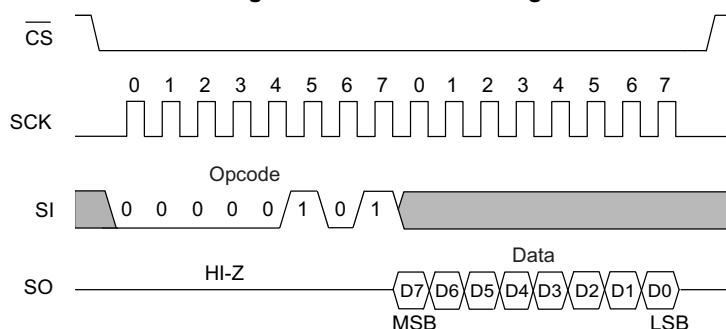 CS
0 1 2 3 4 5 6 7 0 1 2 3 4 5 6 7
SCK
Opcode
SI 0 0 0 0 0 1 0 1
HI-Z Data
SO D7 D6 D5 D4 D3 D2 D1 D0
MSB LSB